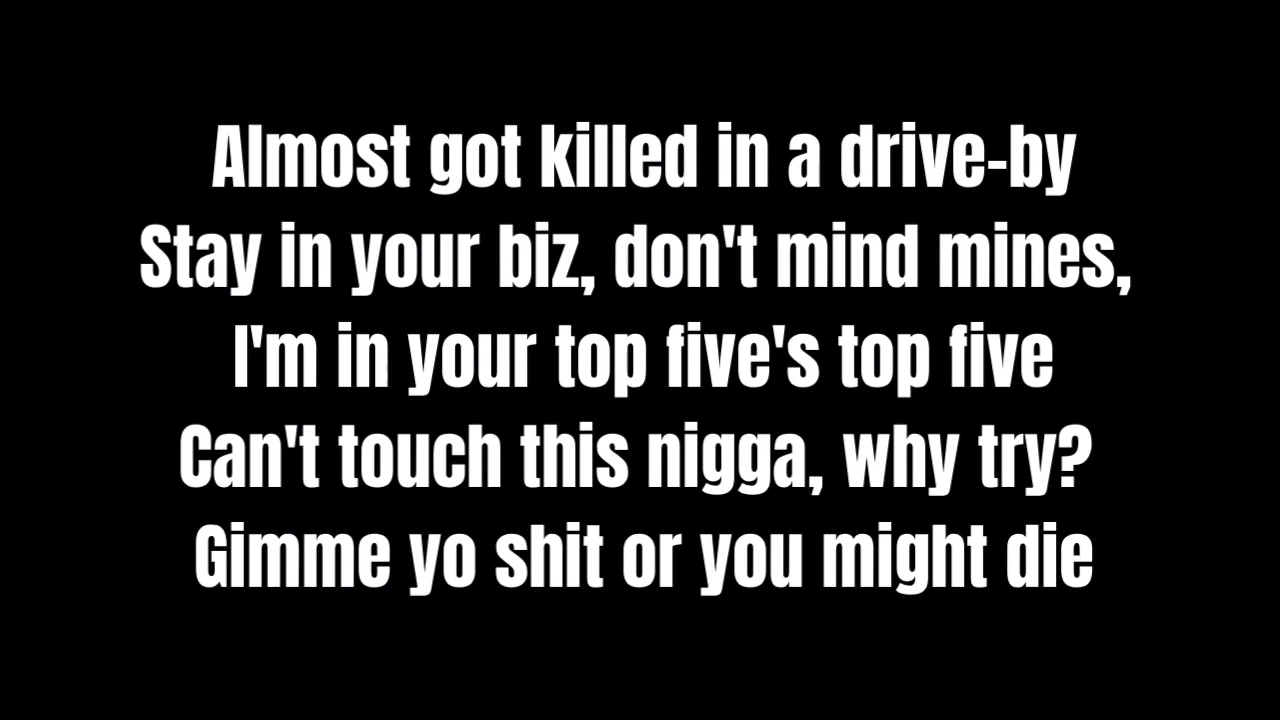 Almost got killed in a drive-by
Stay in your biz, don't mind mines,
I'm in your top five's top five
Can't touch this nigga, why try?
Gimme yo shit or you might die